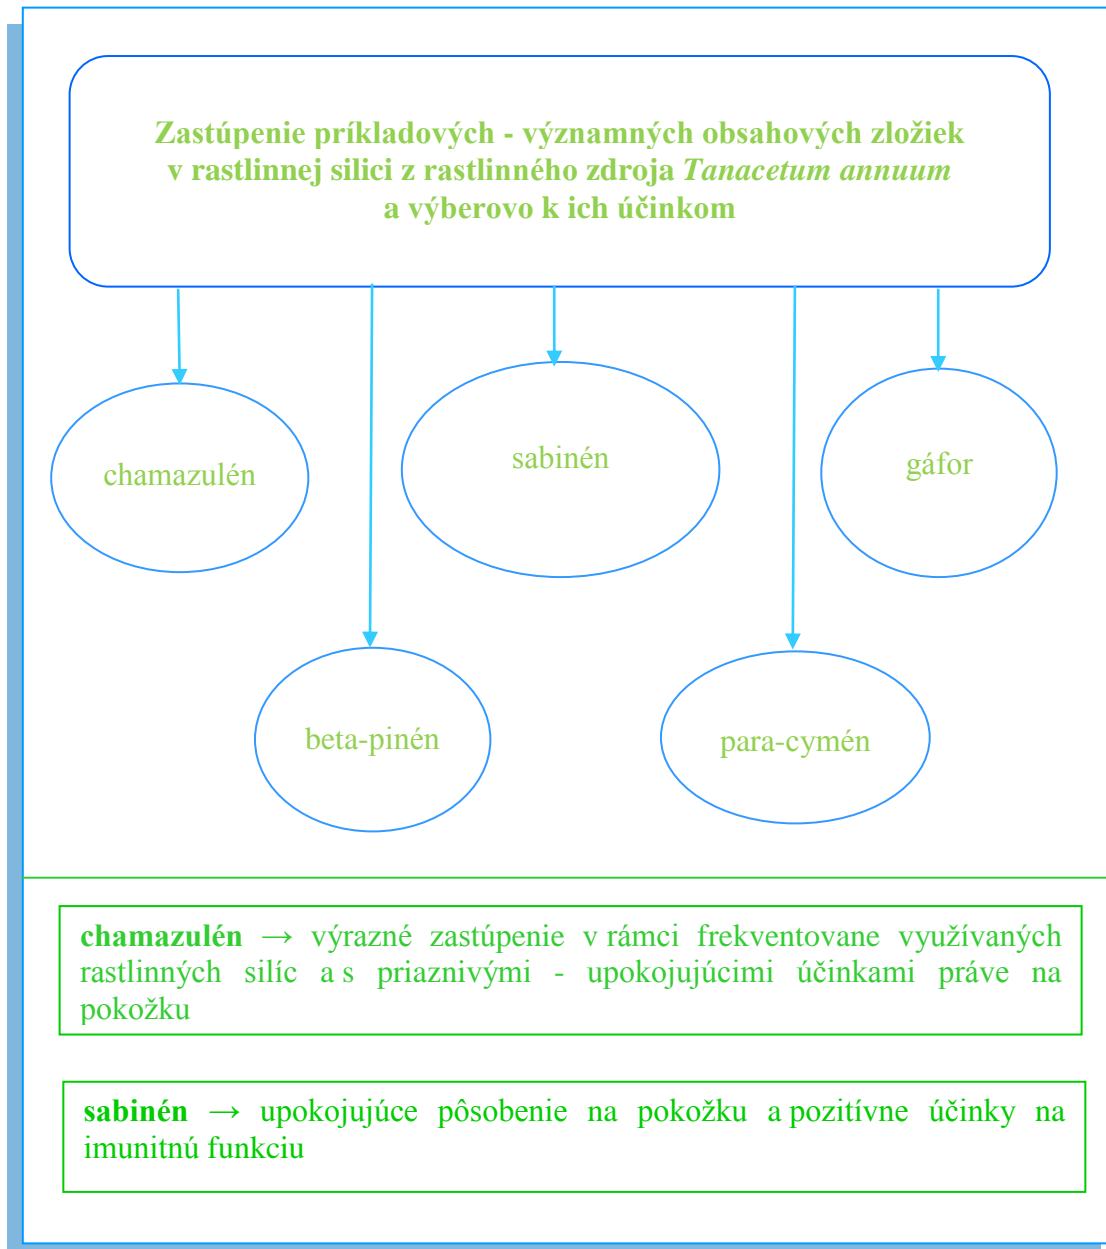 Zastúpenie príkladových - významných obsahových zložiek
v rastlinnej silici z rastlinného zdroja Tanacetum annuum
a výberovo k ich účinkom
chamazulén
sabinén
gáfor
beta-pinén
para-cymén
chamazulén → výrazné zastúpenie v rámci frekventovane využívaných
rastlinných silíc a s priaznivými - upokojujúcimi účinkami práve na
pokožku
sabinén → upokojujúce pôsobenie na pokožku a pozitívne účinky na
imunitnú funkciu